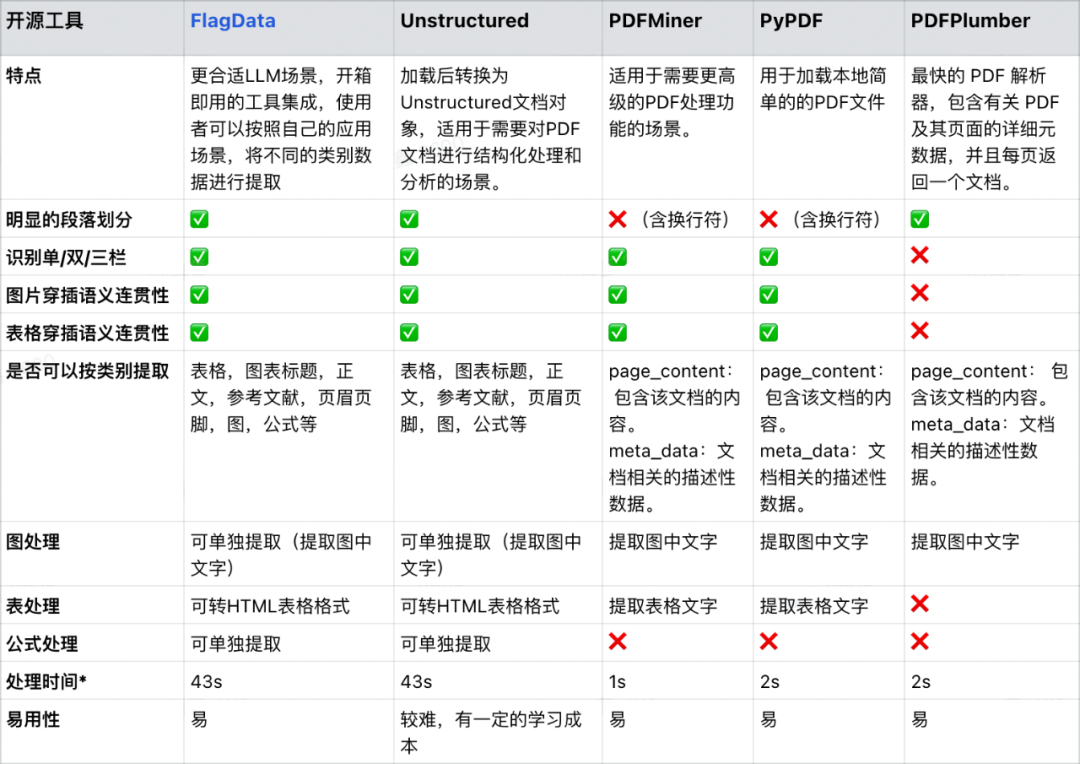 开源工具
FlagData
Unstructured
PDFMiner
PyPDF
PDFPlumber
特点
更合适LLM场景，开箱
即用的工具集成，使用
者可以按照自己的应用
场景，将不同的类别数
据进行提取
加载后转换为
Unstructured文档对
象，适用于需要对PDF
文档进行结构化处理和
分析的场景。
适用于需要更高
级的PDF处理功
能的场景。
用于加载本地简
单的的PDF文件
最快的 PDF 解析
器，包含有关 PDF
及其页面的详细元
数据，并且每页返
回一个文档。
明显的段落划分
✅
✅
❌（含换行符）
❌（含换行符）
✅
识别单/双/三栏
✅
✅
✅
✅
❌
图片穿插语义连贯性
✅
✅
✅
✅
❌
表格穿插语义连贯性
✅
✅
✅
✅
❌
是否可以按类别提取
表格，图表标题，正
文，参考文献，页眉页
脚，图，公式等
表格，图表标题，正
文，参考文献，页眉页
脚，图，公式等
page_content：
包含该文档的内
容。
meta_data：文
档相关的描述性
数据。
page_content：
包含该文档的内
容。
meta_data：文
档相关的描述性
数据。
page_content： 包
含该文档的内容。
meta_data：文档
相关的描述性数
据。
图处理
可单独提取（提取图中
文字）
可单独提取（提取图中
文字）
提取图中文字
提取图中文字
提取图中文字
表处理
可转HTML表格格式
可转HTML表格格式
提取表格文字
提取表格文字
❌
公式处理
可单独提取
可单独提取
❌
❌
❌
处理时间*
43s
43s
1s
2s
2s
易用性
易
较难，有一定的学习成
本
易
易
易